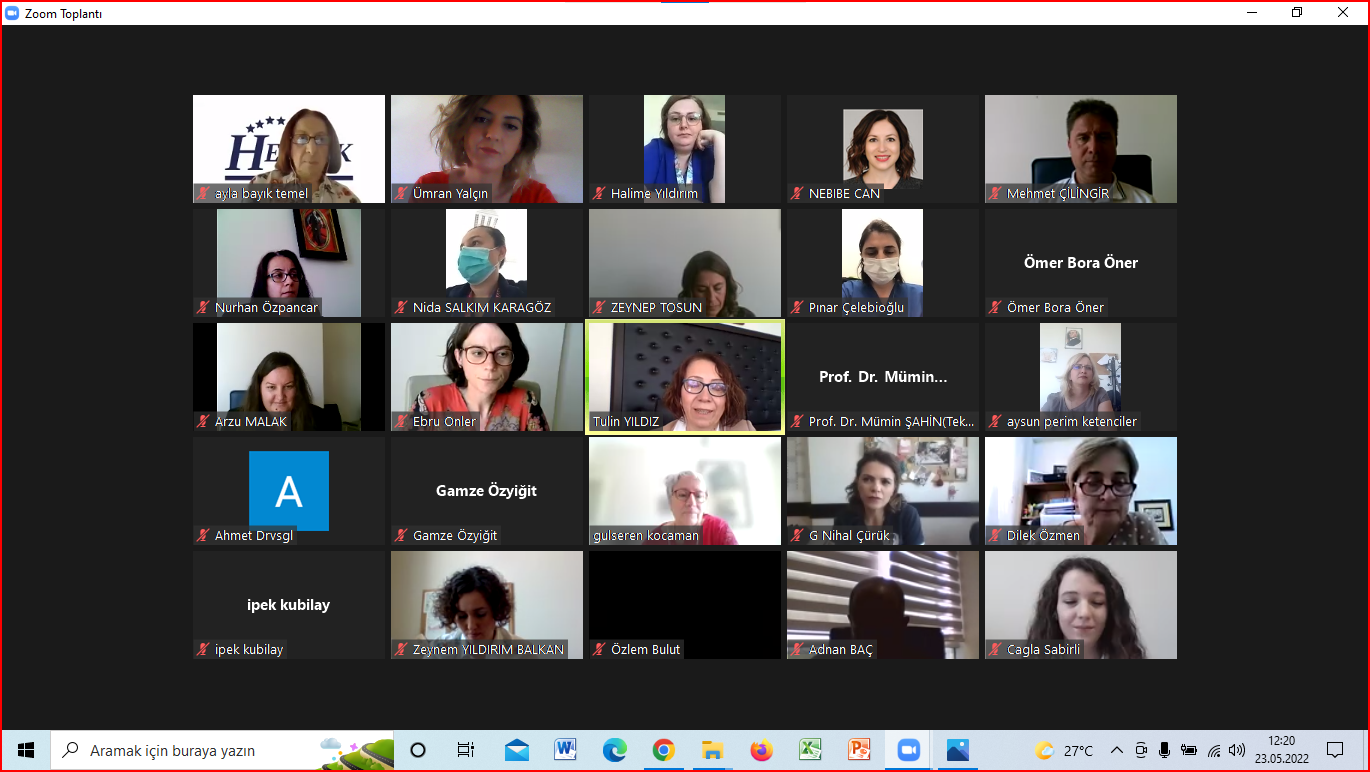 Zoom Toplantı
ayla bayık temel
Ümran Yalçın
Halime Yıldırım
NEBIBE CAN
Mehmet ÇİLİNGİR
Nurhan Özpancar
Nida SALKIM KARAGÖZ
ZEYNEP TOSUN
Pınar Çelebioğlu
Ömer Bora Öner
Ömer Bora Öner
Arzu MALAK
Ebru Önler
Tülin YILDIZ
Prof. Dr. Mümin...
Prof. Dr. Mümin ŞAHİN(Tek...
aysun perim ketenciler
A
Ahmet Drvsgl
Gamze Özyiğit
Gamze Özyiğit
gulseren kocaman
G Nihal Çürük
Dilek Özmen
ipek kubilay
ipek kubilay
Zeynem YILDIRIM BALKAN
Özlem Bulut
Adnan BAÇ
Cagla Sabirli
Aramak için buraya yazın
27°C
12:20
23.05.2022